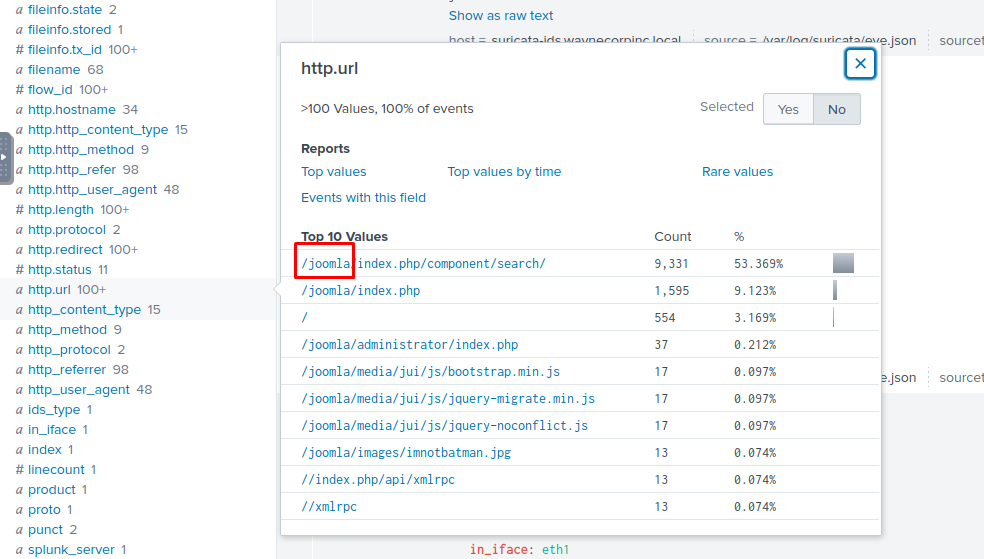 a fileinfo.state 2
a fileinfo.stored 1
# fileinfo.tx_id 100+
a filename 68
# flow_id 100+
a http.hostname 34
a http.http_content_type 15
a http.http_method 9
a http.http_refer 98
a http.http_user_agent 48
# http.length 100+
a http.protocol 2
a http.redirect 100+
# http.status 11
a http.url 100+
a http_content_type 15
a http_method 9
a http_protocol 2
a http_referrer 98
a http_user_agent 48
a ids_type 1
a in_iface 1
a index 1
# linecount 1
a product 1
a proto 1
a punct 2
a splunk_server 1
Show as raw text
host = suricata-ids.waynecorpinc.local source = /var/log/suricata/eve.json sourcet
http.url
>100 Values, 100% of events
Selected Yes No
Reports
Top values Top values by time Rare values
Events with this field
Top 10 Values Count %
/joomla/index.php/component/search/ 9,331 53.369%
/joomla/index.php 1,595 9.123%
/ 554 3.169%
/joomla/administrator/index.php 37 0.212%
/joomla/media/jui/js/bootstrap.min.js 17 0.097%
/joomla/media/jui/js/jquery-migrate.min.js 17 0.097%
/joomla/media/jui/js/jquery-noconflict.js 17 0.097%
/joomla/images/imnotbatman.jpg 13 0.074%
//index.php/api/xmlrpc 13 0.074%
//xmlrpc 13 0.074%
ve.json sourcet
in_iface: eth1